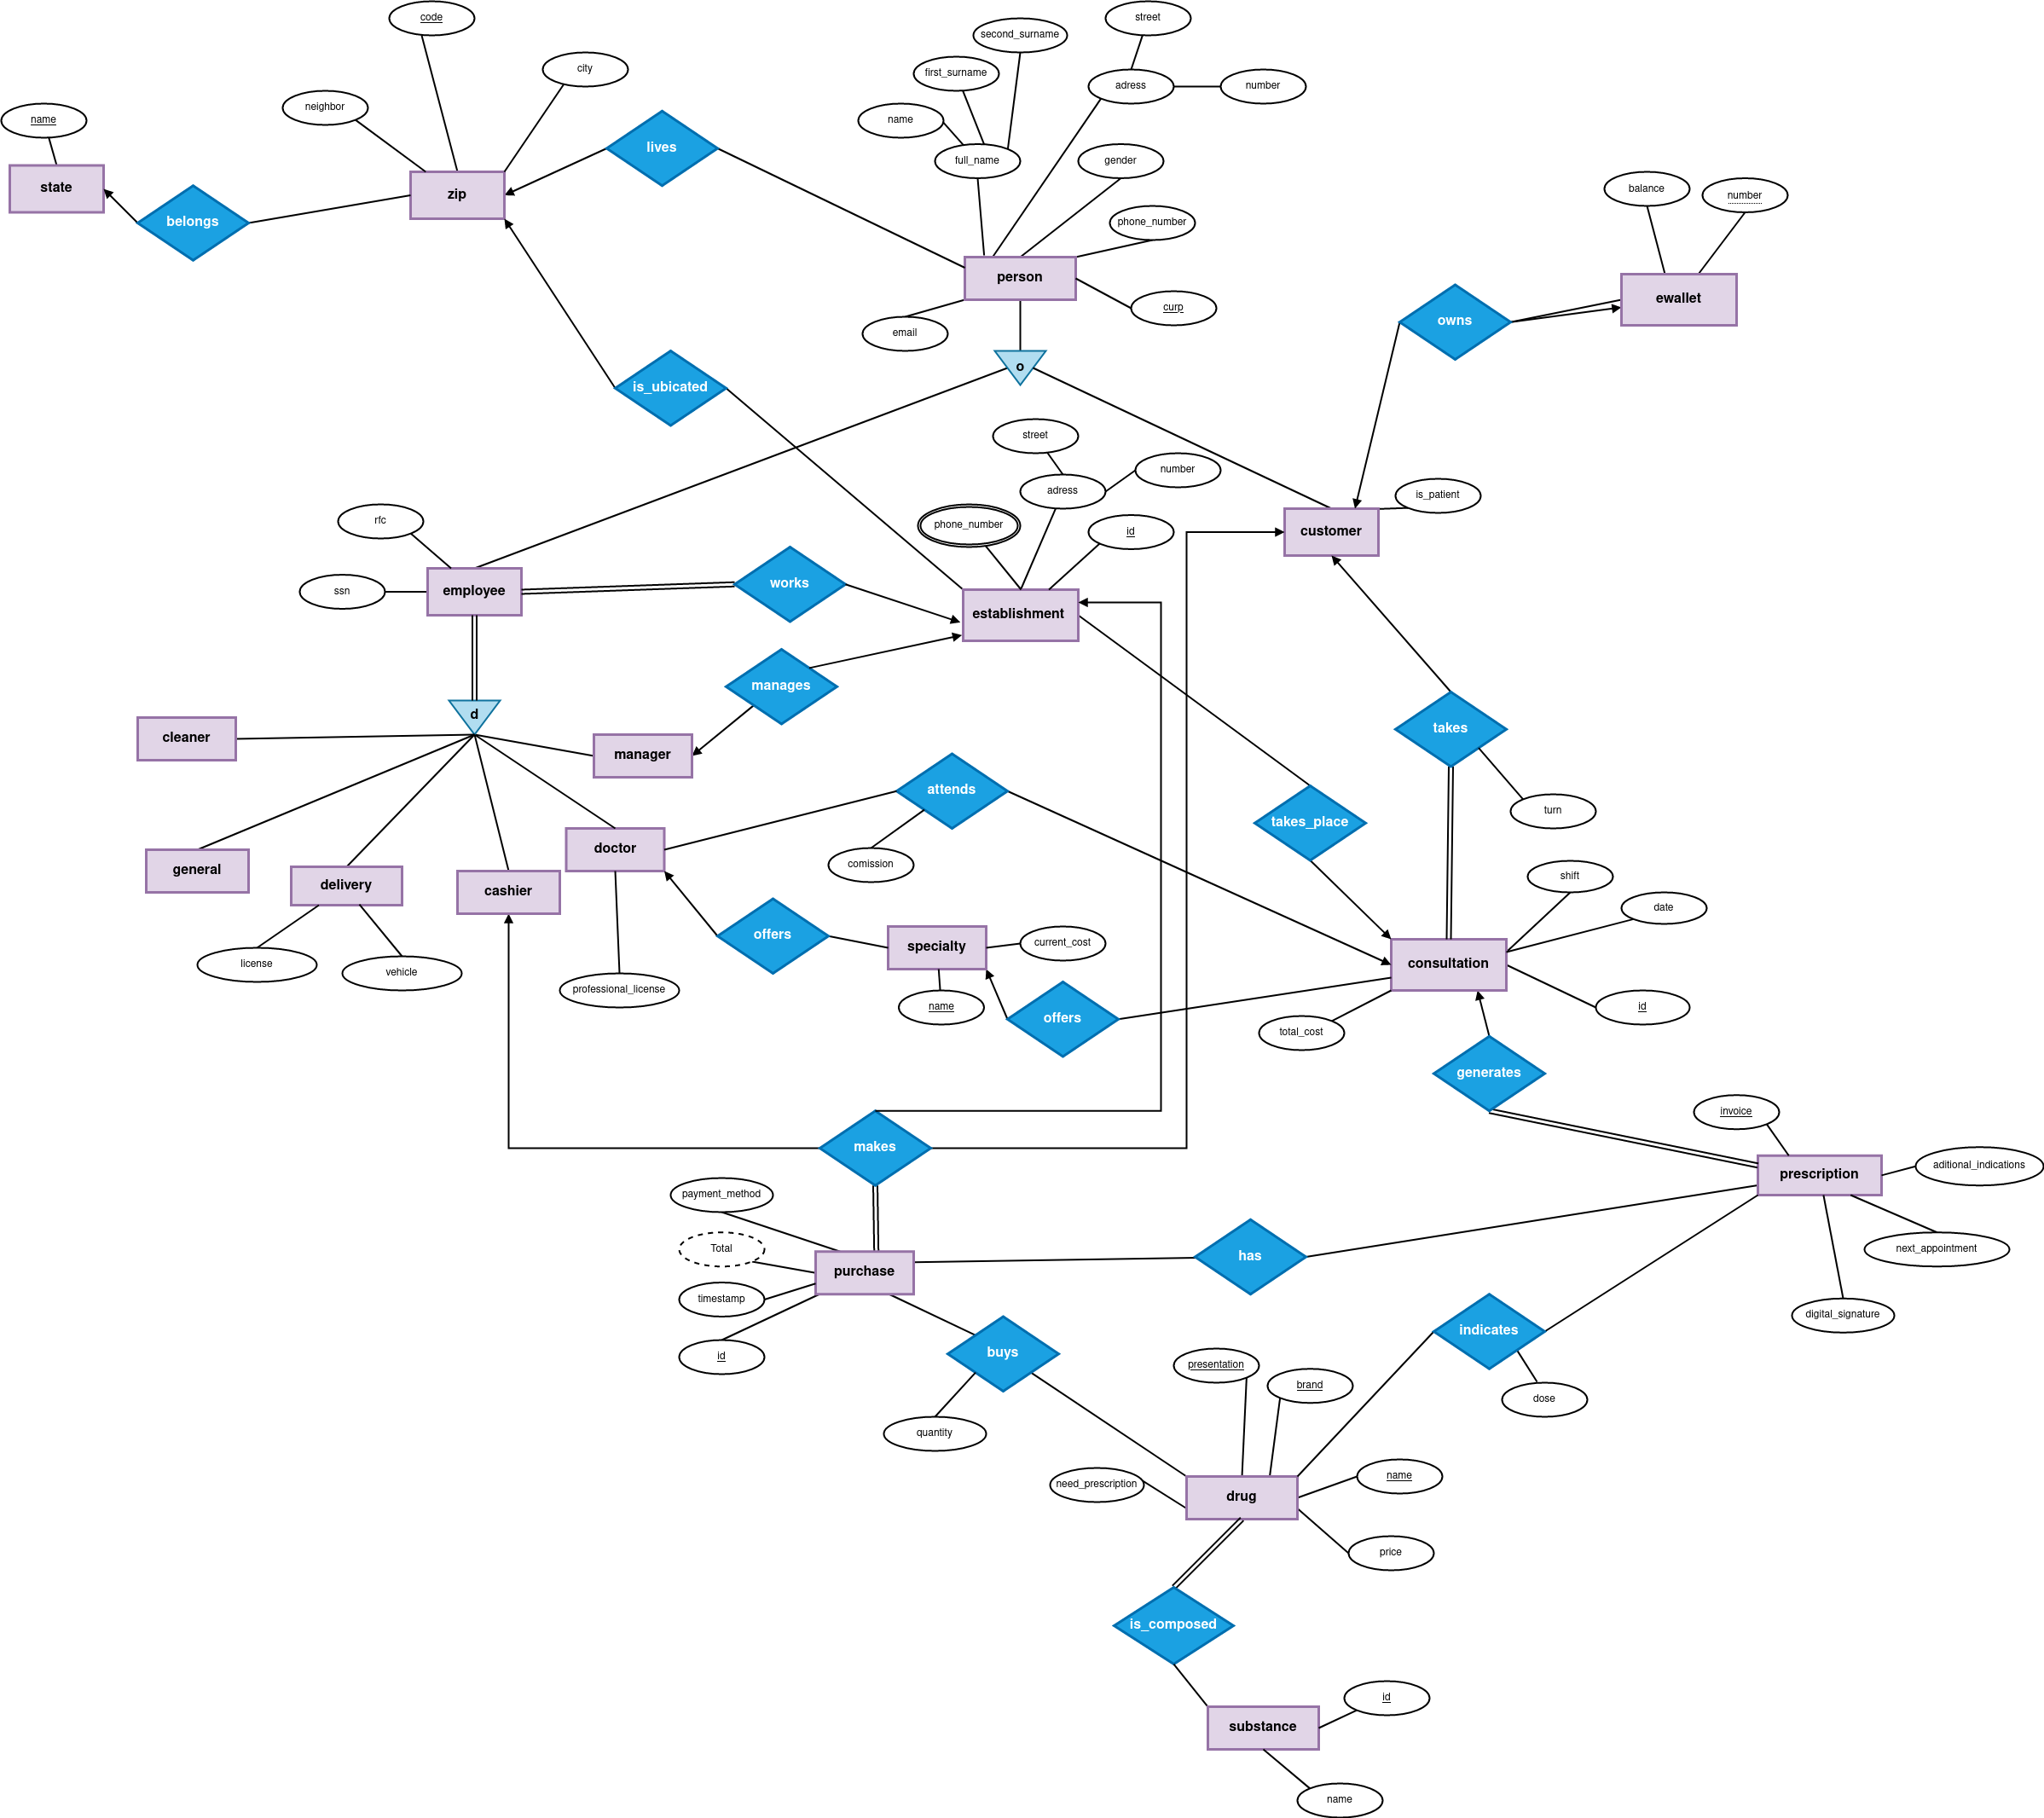 code
street
second_surname
city
first_surname
adress
number
neighbor
name
name
lives
full_name
gender
state
zip
balance
number
belongs
phone_number
person
ewallet
curp
owns
email
o
is_ubicated
street
number
adress
is_patient
rfc
phone_number
id
customer
ssn
employee
works
establishment
manages
d
takes
cleaner
manager
attends
turn
takes_place
doctor
comission
general
shift
delivery
cashier
date
offers
specialty
current_cost
license
consultation
vehicle
professional_license
name
id
offers
total_cost
generates
invoice
makes
aditional_indications
prescription
payment_method
Total
has
next_appointment
purchase
timestamp
digital_signature
indicates
id
buys
presentation
brand
dose
quantity
name
need_prescription
drug
price
is_composed
id
substance
name